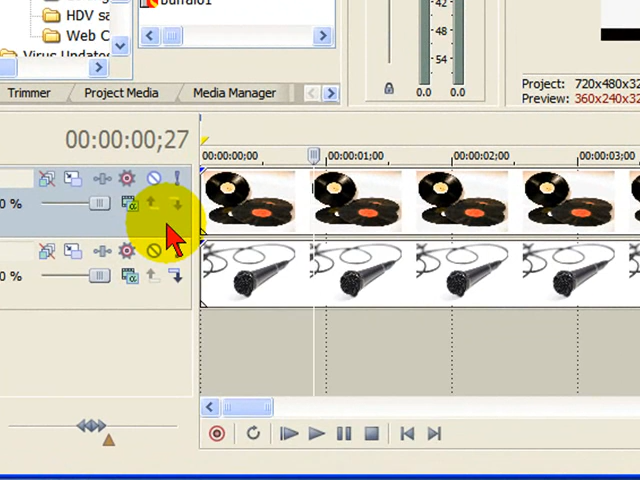 buffalo1
HDV sa
Web C
Virus Update
-42
-48
-54
0.0 0.0
Project: 720x480x32
Preview: 360x240x32
Trimmer Project Media Media Manager
00:00:00;27
00:00:00 00:00:01;00 00:00:02;00 00:00:03;00
0 %
0 %